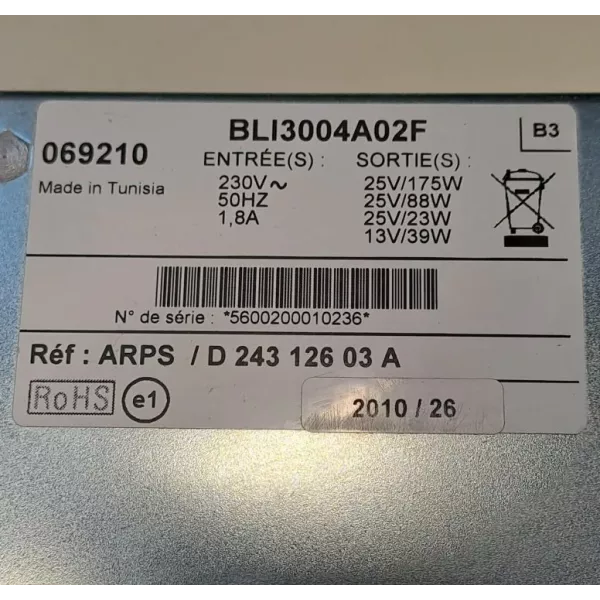 BLI3004A02F
B3
069210
Made in Tunisia
ENTRÉE(S) :
230V~
50HZ
1,8A
SORTIE(S) :
25V/175W
25V/88W
25V/23W
13V/39W
N° de série : *5600200010236*
Réf : ARPS / D 243 126 03 A
RoHS
e1
2010 / 26